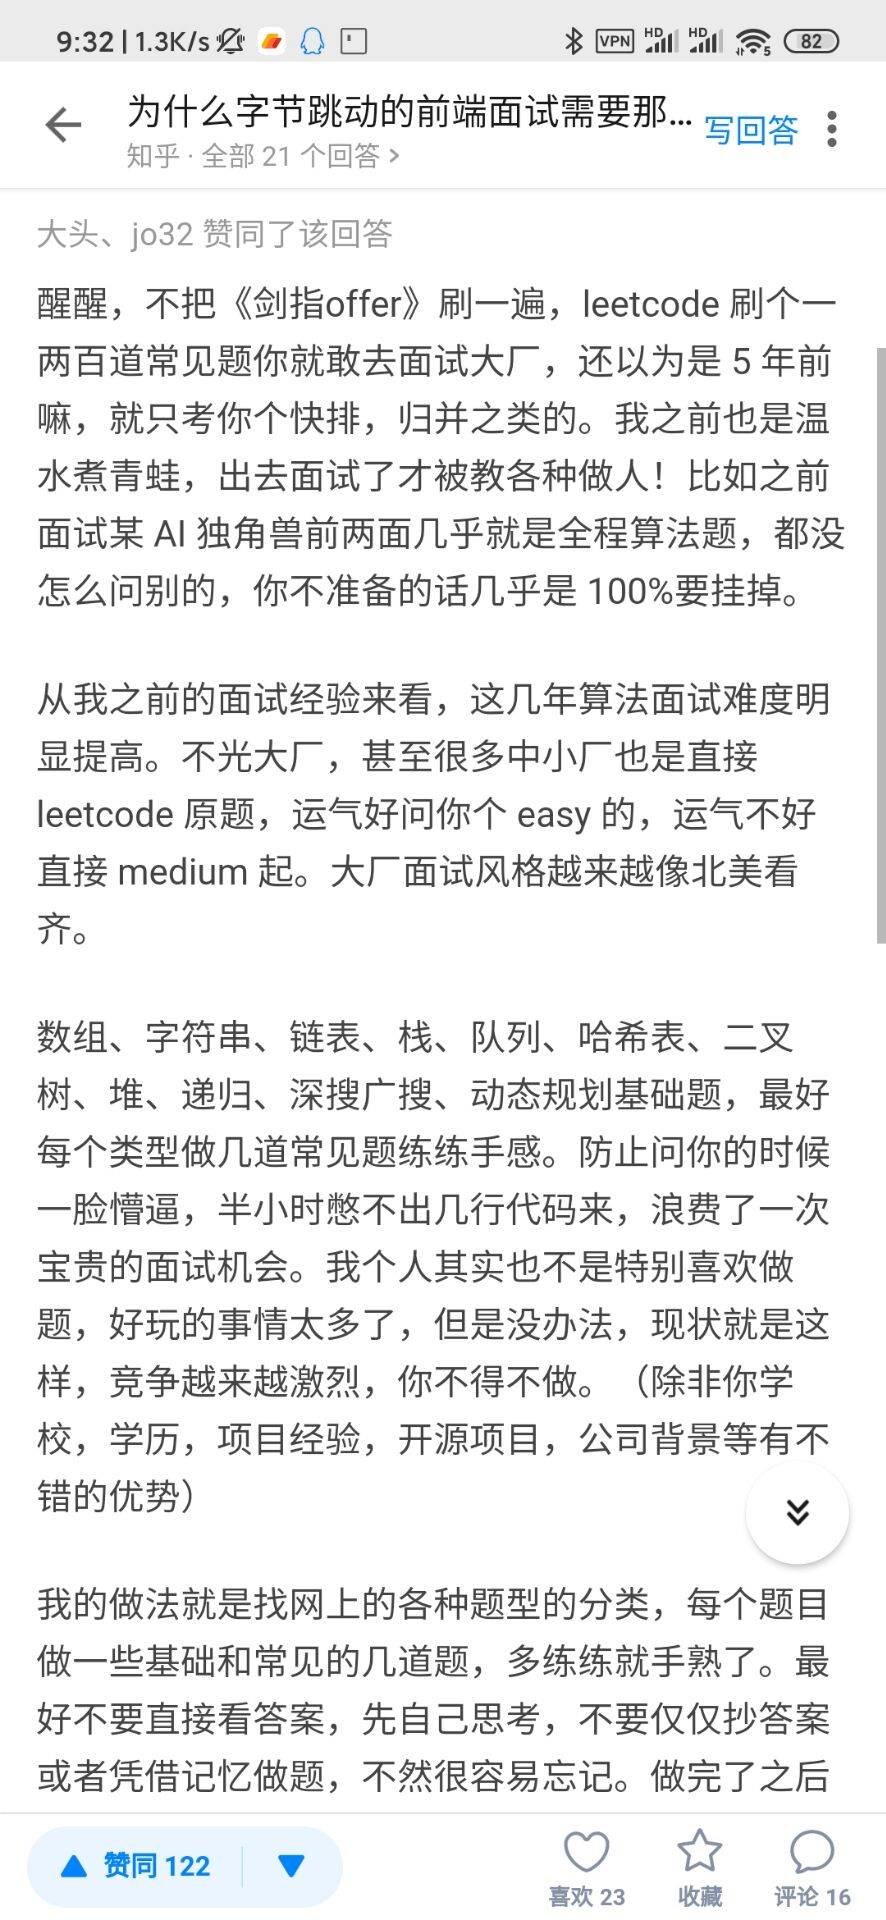 9:32 | 1.3K/s
VPN HD HD 5 82
为什么字节跳动的前端面试需要那...
写回答
知乎 · 全部 21 个回答 >
大头、jo32 赞同了该回答
醒醒，不把《剑指offer》刷一遍，leetcode 刷个一
两百道常见题你就敢去面试大厂，还以为是 5 年前
嘛，就只考你个快排，归并之类的。我之前也是温
水煮青蛙，出去面试了才被教各种做人！比如之前
面试某 AI 独角兽前两面几乎就是全程算法题，都没
怎么问别的，你不准备的话几乎是 100%要挂掉。
从我之前的面试经验来看，这几年算法面试难度明
显提高。不光大厂，甚至很多中小厂也是直接
leetcode 原题，运气好问你个 easy 的，运气不好
直接 medium 起。大厂面试风格越来越像北美看
齐。
数组、字符串、链表、栈、队列、哈希表、二叉
树、堆、递归、深搜广搜、动态规划基础题，最好
每个类型做几道常见题练练手感。防止问你的时候
一脸懵逼，半小时憋不出几行代码来，浪费了一次
宝贵的面试机会。我个人其实也不是特别喜欢做
题，好玩的事情太多了，但是没办法，现状就是这
样，竞争越来越激烈，你不得不做。（除非你学
校，学历，项目经验，开源项目，公司背景等有不
错的优势）
我的做法就是找网上的各种题型的分类，每个题目
做一些基础和常见的几道题，多练练就手熟了。最
好不要直接看答案，先自己思考，不要仅仅抄答案
或者凭借记忆做题，不然很容易忘记。做完了之后
赞同 122
喜欢 23
收藏
评论 16